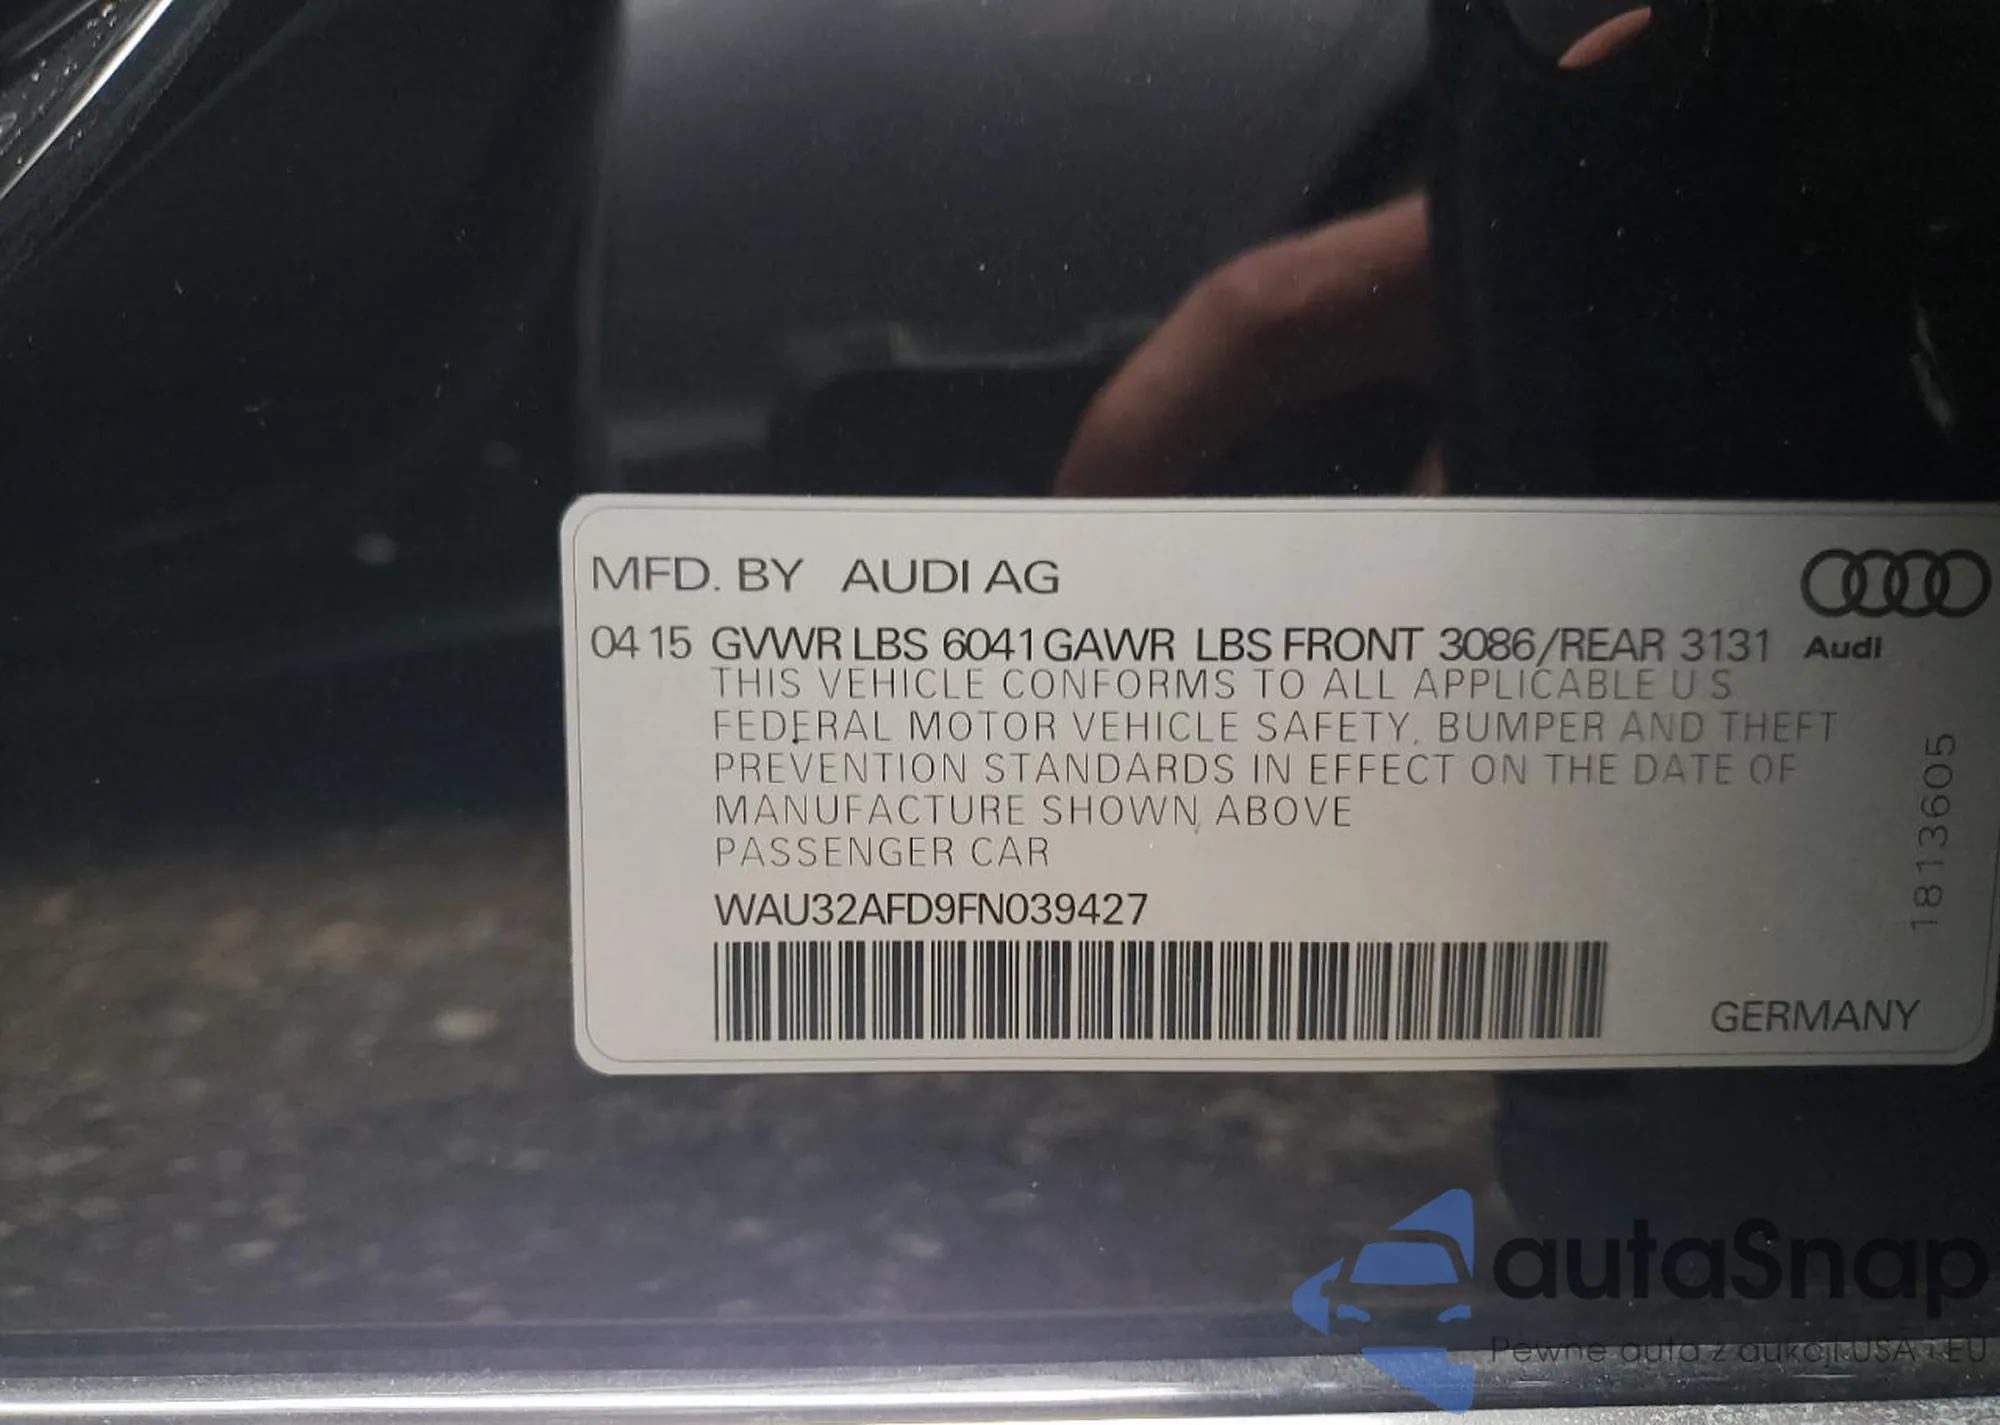 MFD. BY AUDI AG
04 15 GVWR LBS 6041 GAWR LBS FRONT 3086/REAR 3131 Audi
THIS VEHICLE CONFORMS TO ALL APPLICABLE U S
FEDERAL MOTOR VEHICLE SAFETY, BUMPER AND THEFT
PREVENTION STANDARDS IN EFFECT ON THE DATE OF
MANUFACTURE SHOWN ABOVE
PASSENGER CAR
WAU32AFD9FN039427
1813605
GERMANY
autaSnap
Pewne auta z aukcji USA i EU